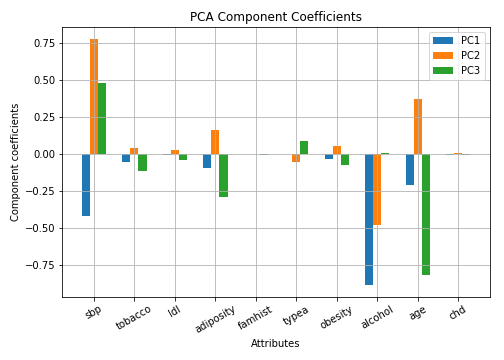 PCA Component Coefficients
PC1
PC2
PC3
0.75
0.50
0.25
0.00
−0.25
−0.50
−0.75
Component coefficients
sbp
tobacco
ldl
adiposity
famhist
typea
obesity
alcohol
age
chd
Attributes